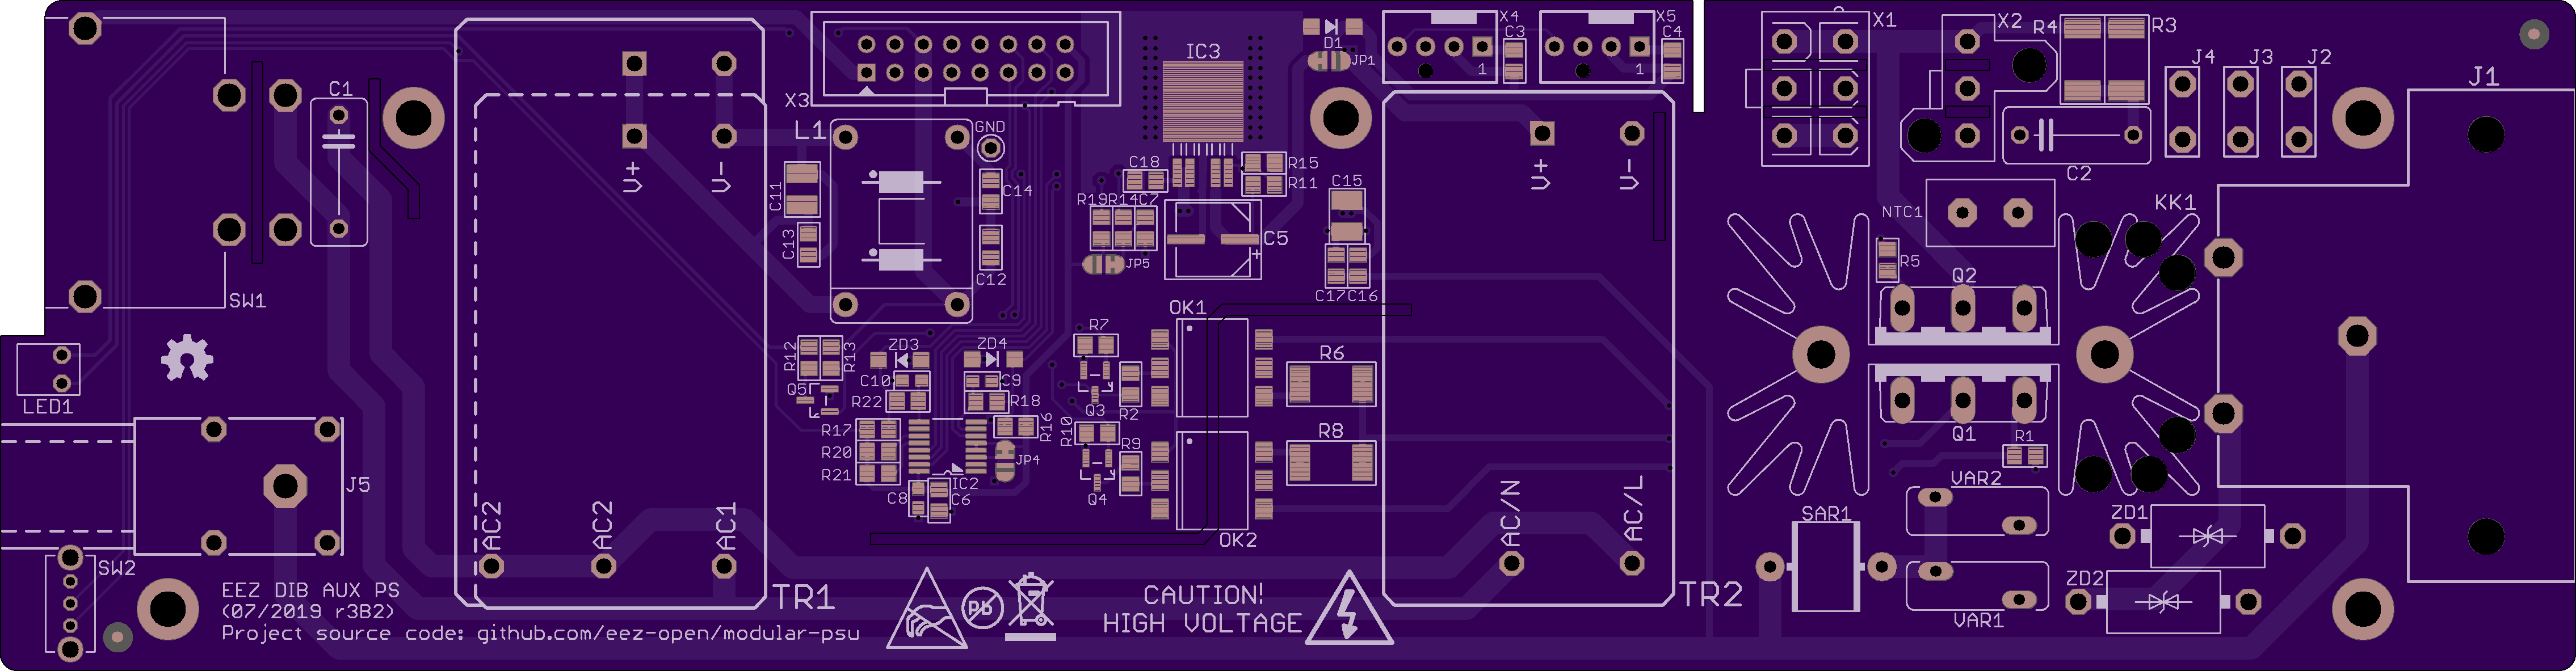 X4
X5
X1
X2
R4
R3
C3
C4
D1
IC3
JP1
1
1
J4
J3
J2
J1
C1
X3
L1
GND
V+
V-
V+
V-
C18
R15
R11
C11
C14
C15
C2
KK1
NTC1
R19
R14
C7
C13
C5
+
JP5
R5
C12
C17
C16
Q2
SW1
OK1
R7
R6
R12
R13
ZD3
ZD4
C10
C9
Q5
R22
R18
Q3
R2
LED1
R17
R16
R10
R9
R8
Q1
R1
R20
JP4
R21
IC2
J5
C8
C6
Q4
VAR2
AC2
AC2
AC1
OK2
AC/N
AC/L
SAR1
ZD1
SW2
ZD2
TR1
TR2
VAR1
EEZ DIB AUX PS
(07/2019 r3B2)
Project source code: github.com/eez-open/modular-psu
Pb
CAUTION!
HIGH VOLTAGE